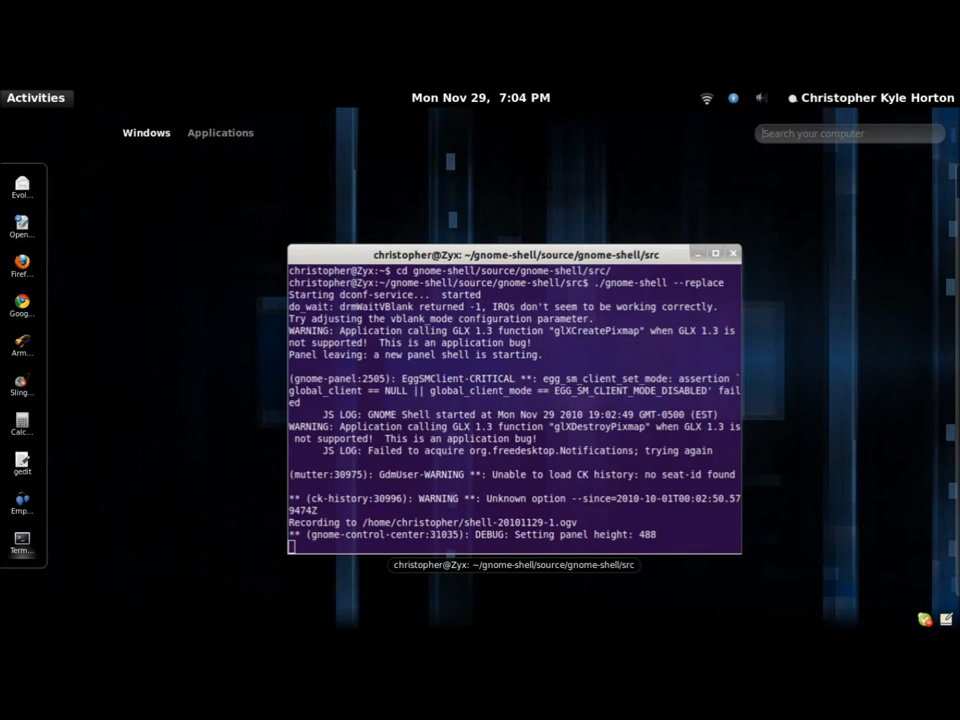 Activities
Mon Nov 29, 7:04 PM
Christopher Kyle Horton
Windows Applications
Search your computer
Evol...
Open...
Firef...
Goog...
Arm...
Sling...
Calc...
gedit
Emp...
Term...
christopher@Zyx: ~/gnome-shell/source/gnome-shell/src
christopher@Zyx:~$ cd gnome-shell/source/gnome-shell/src/
christopher@Zyx:~/gnome-shell/source/gnome-shell/src$ ./gnome-shell --replace
Starting dconf-service... started
do_wait: drmWaitVBlank returned -1, IRQs don't seem to be working correctly.
Try adjusting the vblank_mode configuration parameter.
WARNING: Application calling GLX 1.3 function "glXCreatePixmap" when GLX 1.3 is
not supported! This is an application bug!
Panel leaving: a new panel shell is starting.
(gnome-panel:2505): EggSMClient-CRITICAL **: egg_sm_client_set_mode: assertion `
global_client == NULL || global_client_mode == EGG_SM_CLIENT_MODE_DISABLED' fail
ed
JS LOG: GNOME Shell started at Mon Nov 29 2010 19:02:49 GMT-0500 (EST)
WARNING: Application calling GLX 1.3 function "glXDestroyPixmap" when GLX 1.3 is
not supported! This is an application bug!
JS LOG: Failed to acquire org.freedesktop.Notifications; trying again
(mutter:30975): GdmUser-WARNING **: Unable to load CK history: no seat-id found
** (ck-history:30996): WARNING **: Unknown option --since=2010-10-01T00:02:50.57
9474Z
Recording to /home/christopher/shell-20101129-1.ogv
** (gnome-control-center:31035): DEBUG: Setting panel height: 488
christopher@Zyx: ~/gnome-shell/source/gnome-shell/src